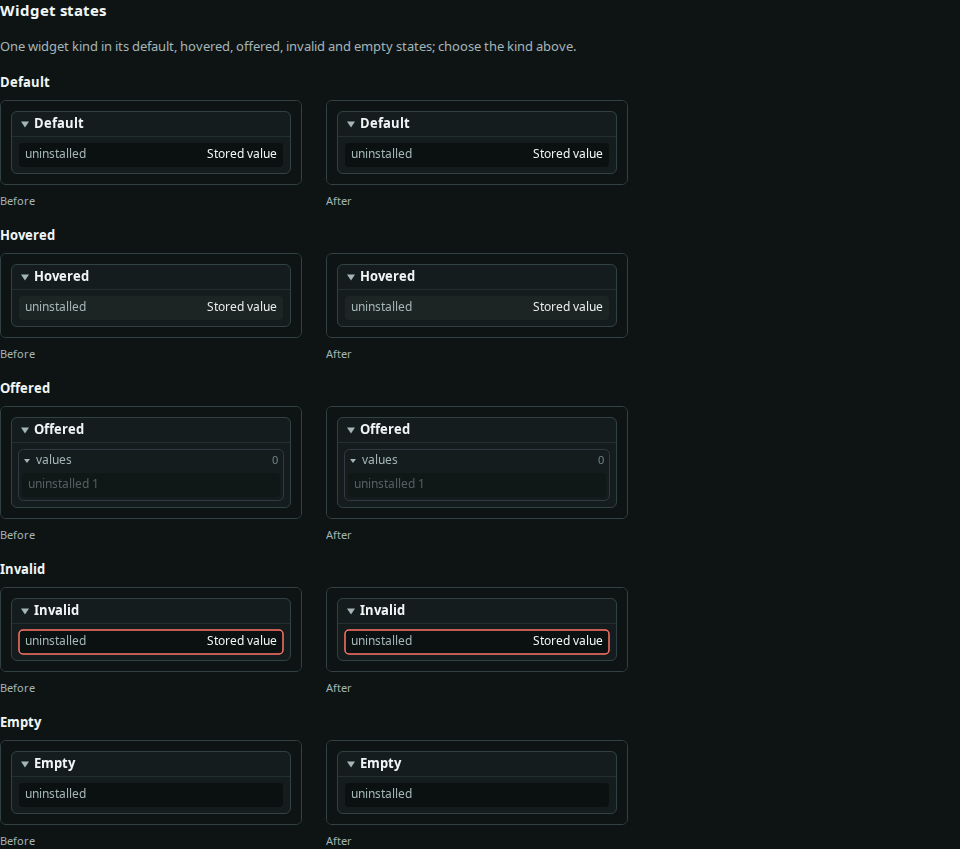 Widget states
One widget kind in its default, hovered, offered, invalid and empty states; choose the kind above.
Default
Default
uninstalled Stored value
Before
Default
uninstalled Stored value
After
Hovered
Hovered
uninstalled Stored value
Before
Hovered
uninstalled Stored value
After
Offered
Offered
values 0
uninstalled 1
Before
Offered
values 0
uninstalled 1
After
Invalid
Invalid
uninstalled Stored value
Before
Invalid
uninstalled Stored value
After
Empty
Empty
uninstalled
Before
Empty
uninstalled
After